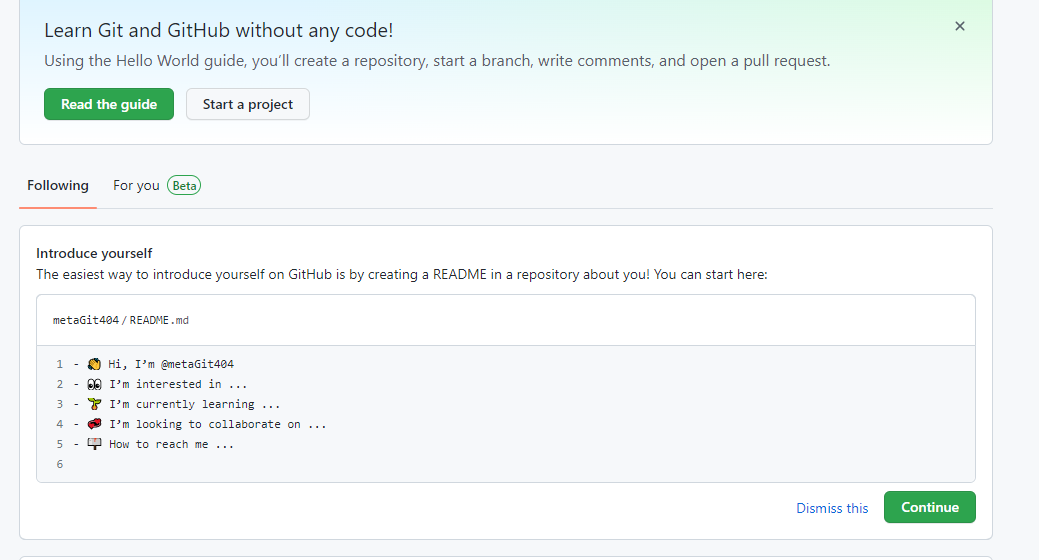 Learn Git and GitHub without any code!
Using the Hello World guide, you’ll create a repository, start a branch, write comments, and open a pull request.
Read the guide Start a project
Following For you Beta
Introduce yourself
The easiest way to introduce yourself on GitHub is by creating a README in a repository about you! You can start here:
metaGit404/README.md
1 - 👋 Hi, I’m @metaGit404
2 - 👀 I’m interested in ...
3 - 🌱 I’m currently learning ...
4 - 💞️ I’m looking to collaborate on ...
5 - 📫 How to reach me ...
6
Dismiss this Continue